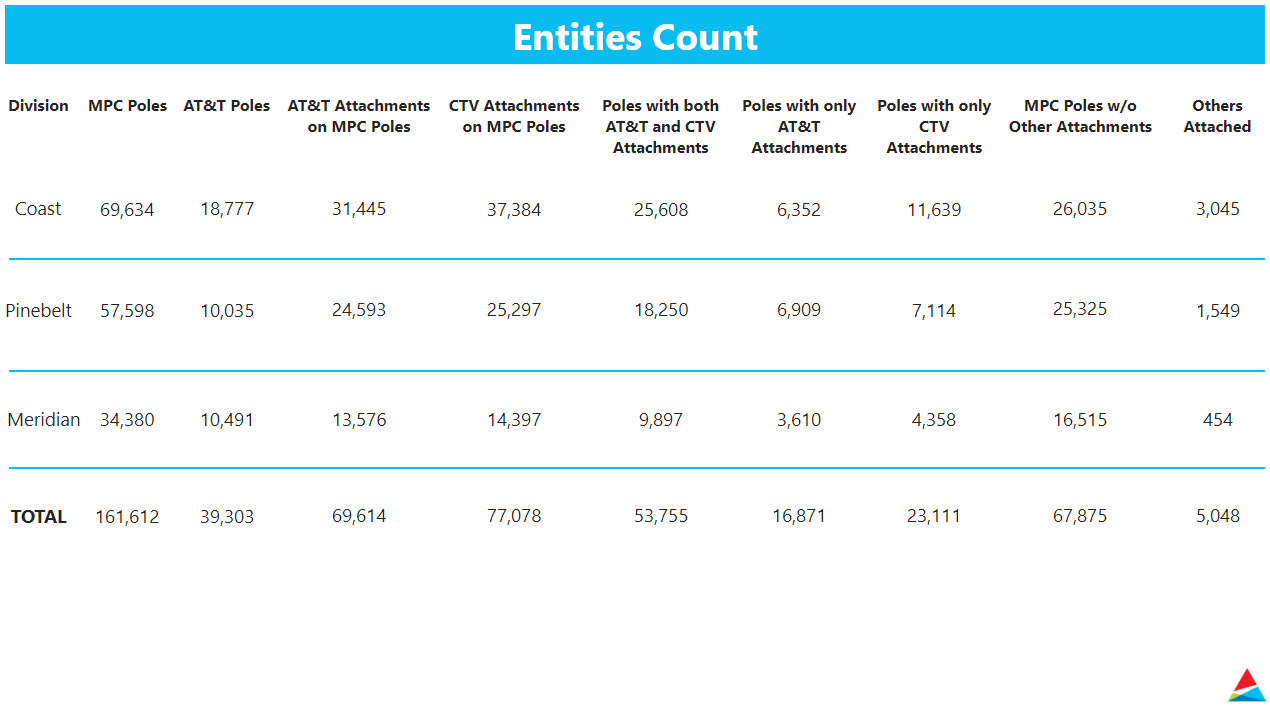 Entities Count
Division MPC Poles AT&T Poles AT&T Attachments on MPC Poles CTV Attachments on MPC Poles Poles with both AT&T and CTV Attachments Poles with only AT&T Attachments Poles with only CTV Attachments MPC Poles w/o Other Attachments Others Attached
Coast 69,634 18,777 31,445 37,384 25,608 6,352 11,639 26,035 3,045
Pinebelt 57,598 10,035 24,593 25,297 18,250 6,909 7,114 25,325 1,549
Meridian 34,380 10,491 13,576 14,397 9,897 3,610 4,358 16,515 454
TOTAL 161,612 39,303 69,614 77,078 53,755 16,871 23,111 67,875 5,048